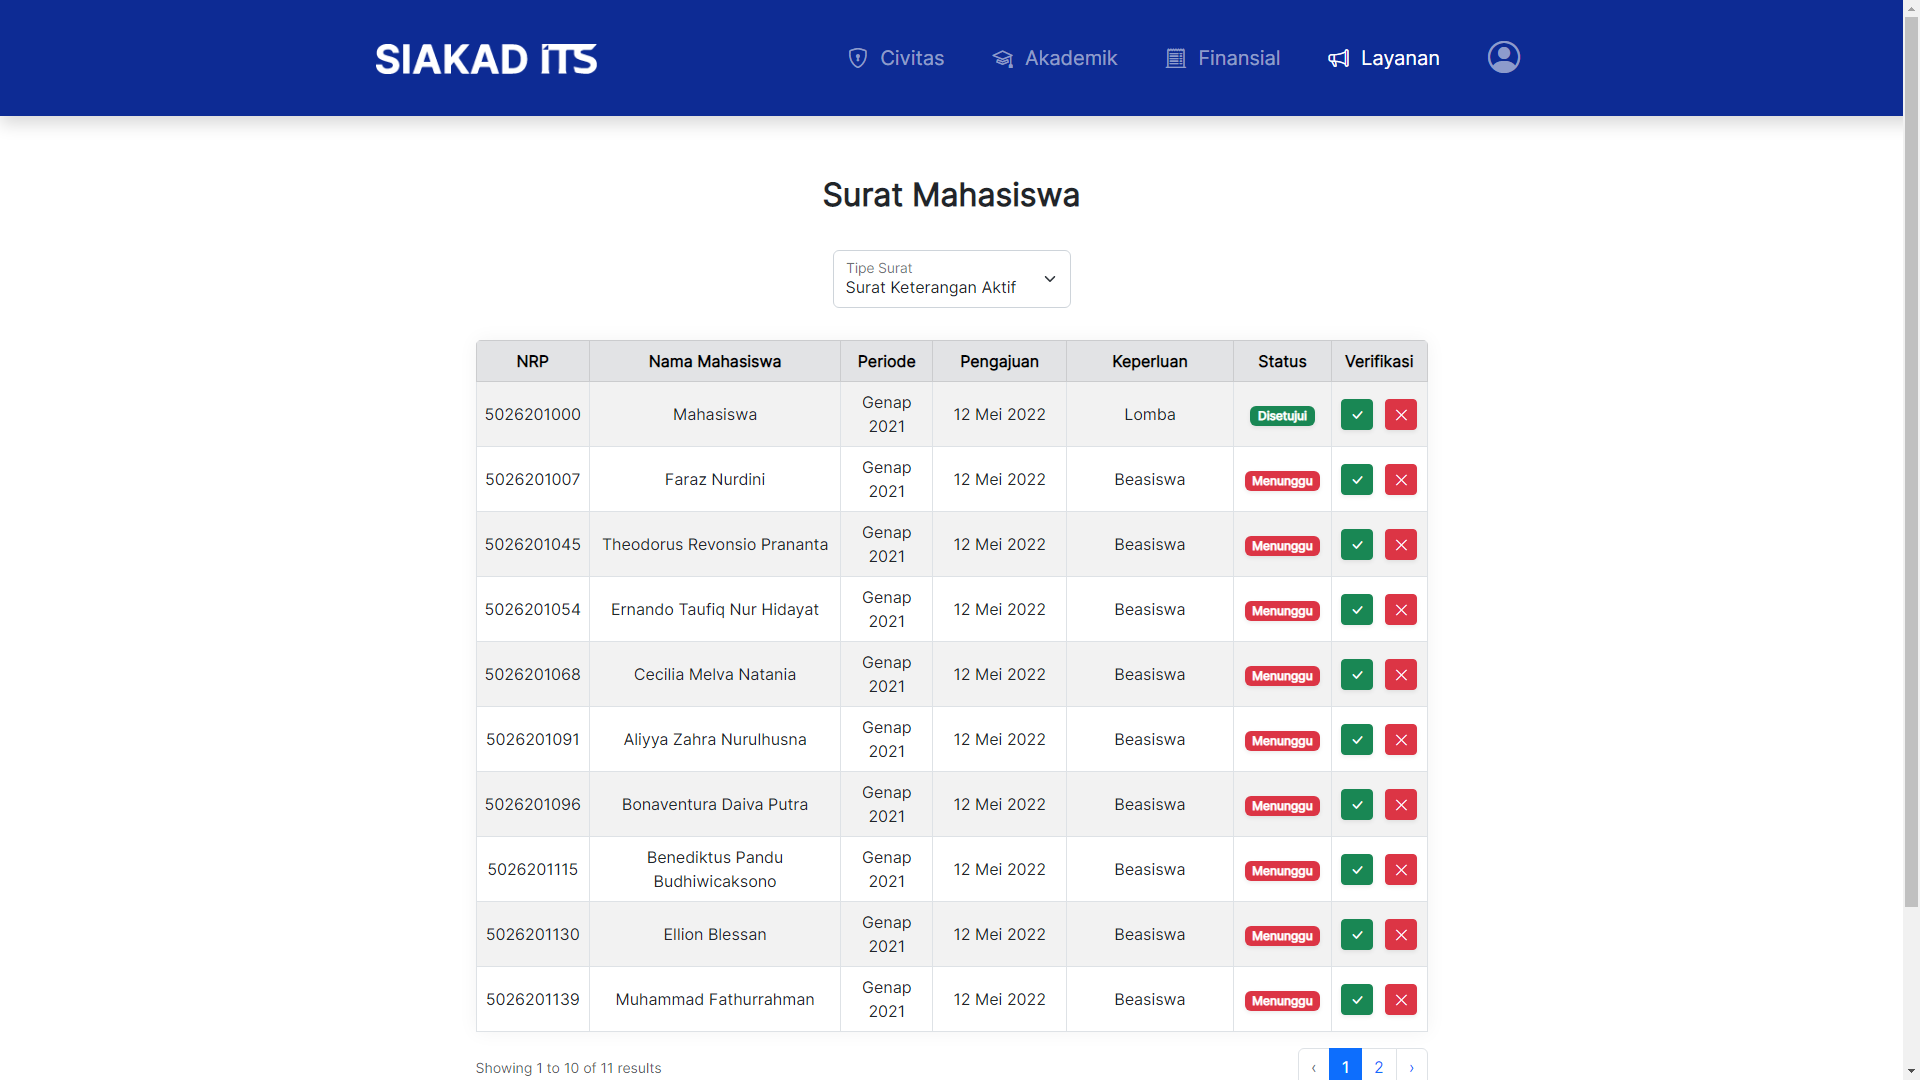 SIAKAD ITS
Civitas
Akademik
Finansial
Layanan
Surat Mahasiswa
Tipe Surat
Surat Keterangan Aktif
NRP Nama Mahasiswa Periode Pengajuan Keperluan Status Verifikasi
5026201000 Mahasiswa Genap 2021 12 Mei 2022 Lomba Disetujui
5026201007 Faraz Nurdini Genap 2021 12 Mei 2022 Beasiswa Menunggu
5026201045 Theodorus Revonsio Prananta Genap 2021 12 Mei 2022 Beasiswa Menunggu
5026201054 Ernando Taufiq Nur Hidayat Genap 2021 12 Mei 2022 Beasiswa Menunggu
5026201068 Cecilia Melva Natania Genap 2021 12 Mei 2022 Beasiswa Menunggu
5026201091 Aliyya Zahra Nurulhusna Genap 2021 12 Mei 2022 Beasiswa Menunggu
5026201096 Bonaventura Daiva Putra Genap 2021 12 Mei 2022 Beasiswa Menunggu
5026201115 Benediktus Pandu Budhiwicaksono Genap 2021 12 Mei 2022 Beasiswa Menunggu
5026201130 Ellion Blessan Genap 2021 12 Mei 2022 Beasiswa Menunggu
5026201139 Muhammad Fathurrahman Genap 2021 12 Mei 2022 Beasiswa Menunggu
Showing 1 to 10 of 11 results
‹ 1 2 ›